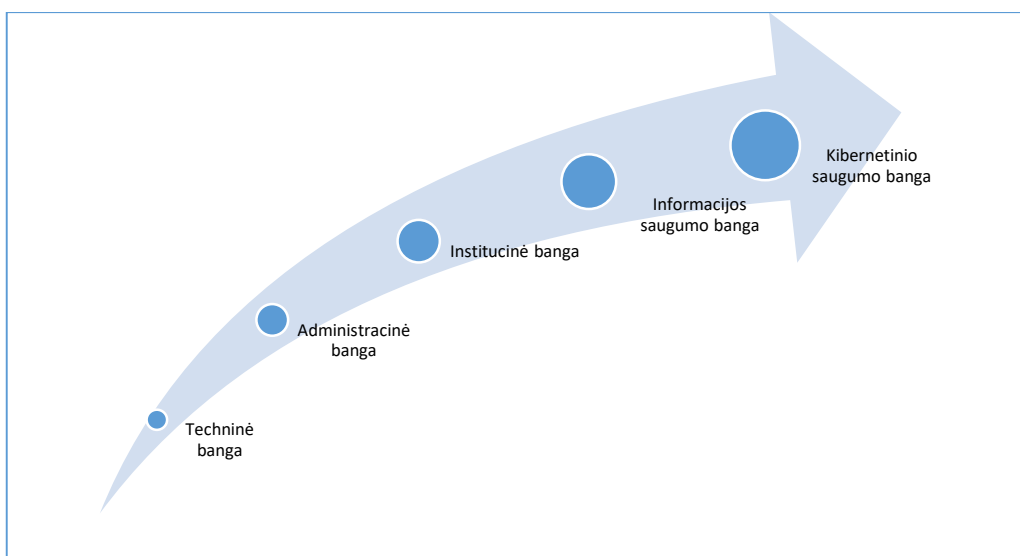 Kibernetinio
saugumo banga
Informacijos
saugumo banga
Institucinė banga
Administracinė
banga
Techninė
banga